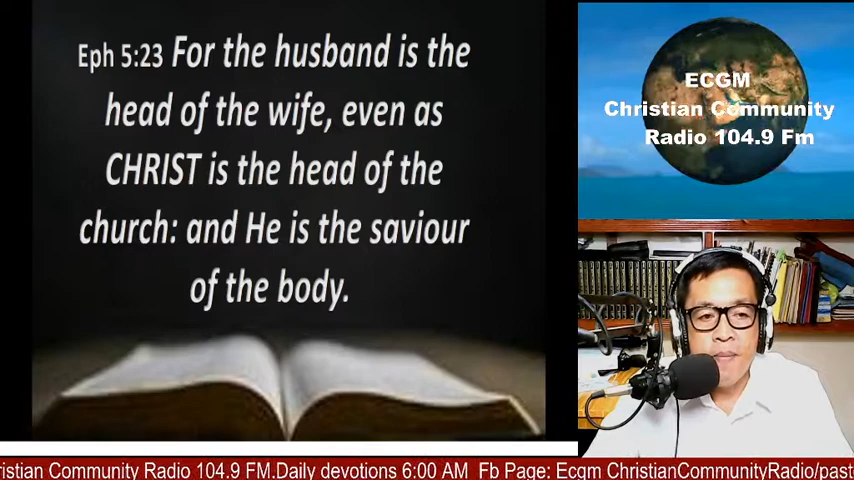 Eph 5:23 For the husband is the
head of the wife, even as
CHRIST is the head of the
church: and He is the saviour
of the body.
ECGM
Christian Community
Radio 104.9 Fm
ristian Community Radio 104.9 FM.Daily devotions 6:00 AM Fb Page: Ecgm ChristianCommunityRadio/past